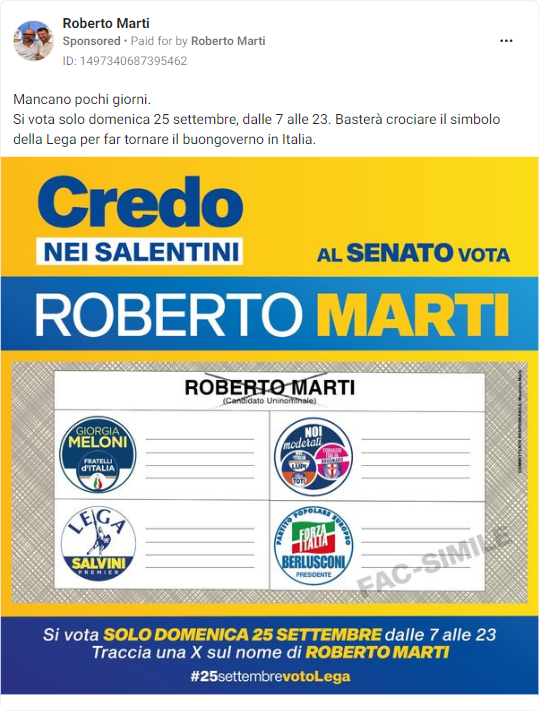 Roberto Marti
Sponsored • Paid for by Roberto Marti
ID: 1497340687395462
Mancano pochi giorni.
Si vota solo domenica 25 settembre, dalle 7 alle 23. Basterà crociare il simbolo
della Lega per far tornare il buongoverno in Italia.
Credo
NEI SALENTINI
AL SENATO VOTA
ROBERTO MARTI
ROBERTO MARTI
(Candidato Uninominale)
GIORGIA
MELONI
FRATELLI
d'ITALIA
NOI
moderati
LUPI
TOTI
CORAGGIO
ITALIA
LEGA
SALVINI
PREMIER
PARTITO POPOLARE EUROPEO
FORZA
ITALIA
BERLUSCONI
PRESIDENTE
FAC-SIMILE
Si vota SOLO DOMENICA 25 SETTEMBRE dalle 7 alle 23
Traccia una X sul nome di ROBERTO MARTI
#25settembrevotoLega